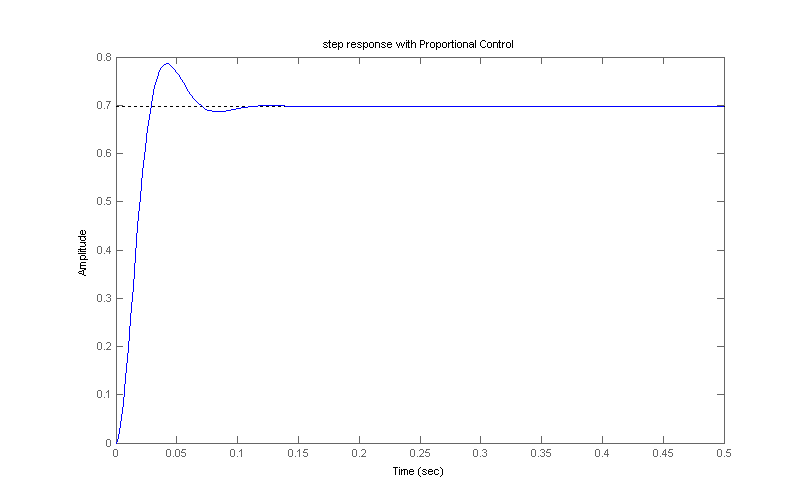 step response with Proportional Control
0.8
0.7
0.6
0.5
0.4
0.3
0.2
0.1
0
Amplitude
0 0.05 0.1 0.15 0.2 0.25 0.3 0.35 0.4 0.45 0.5
Time (sec)